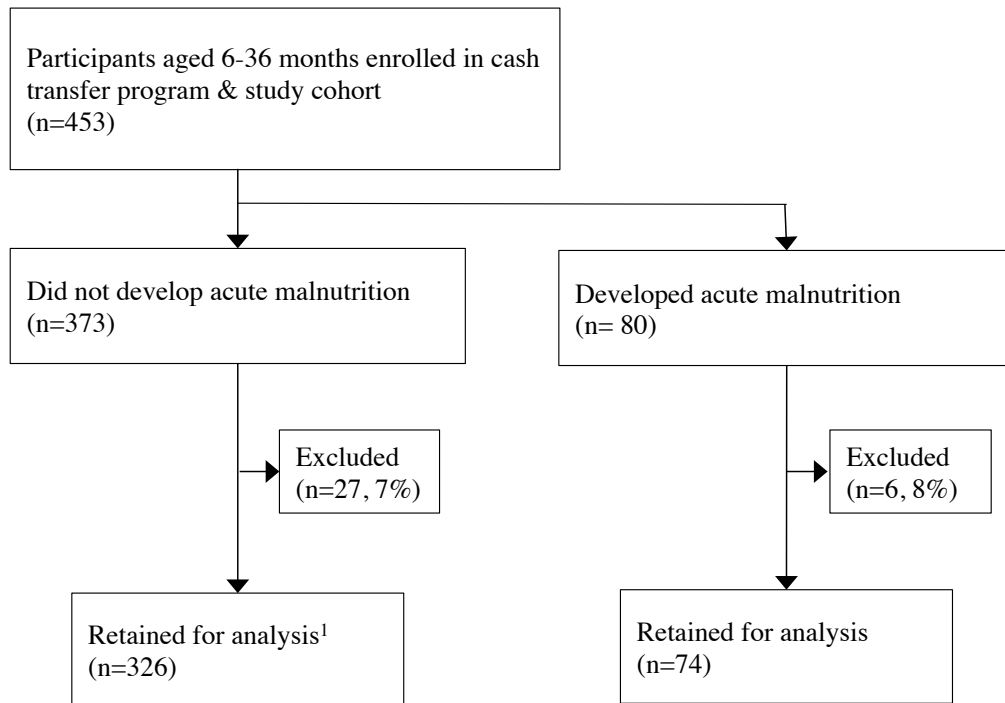 Participants aged 6-36 months enrolled in cash
transfer program & study cohort
(n=453)
Did not develop acute malnutrition
(n=373)
Developed acute malnutrition
(n= 80)
Excluded
(n=27, 7%)
Excluded
(n=6, 8%)
Retained for analysis¹
(n=326)
Retained for analysis
(n=74)